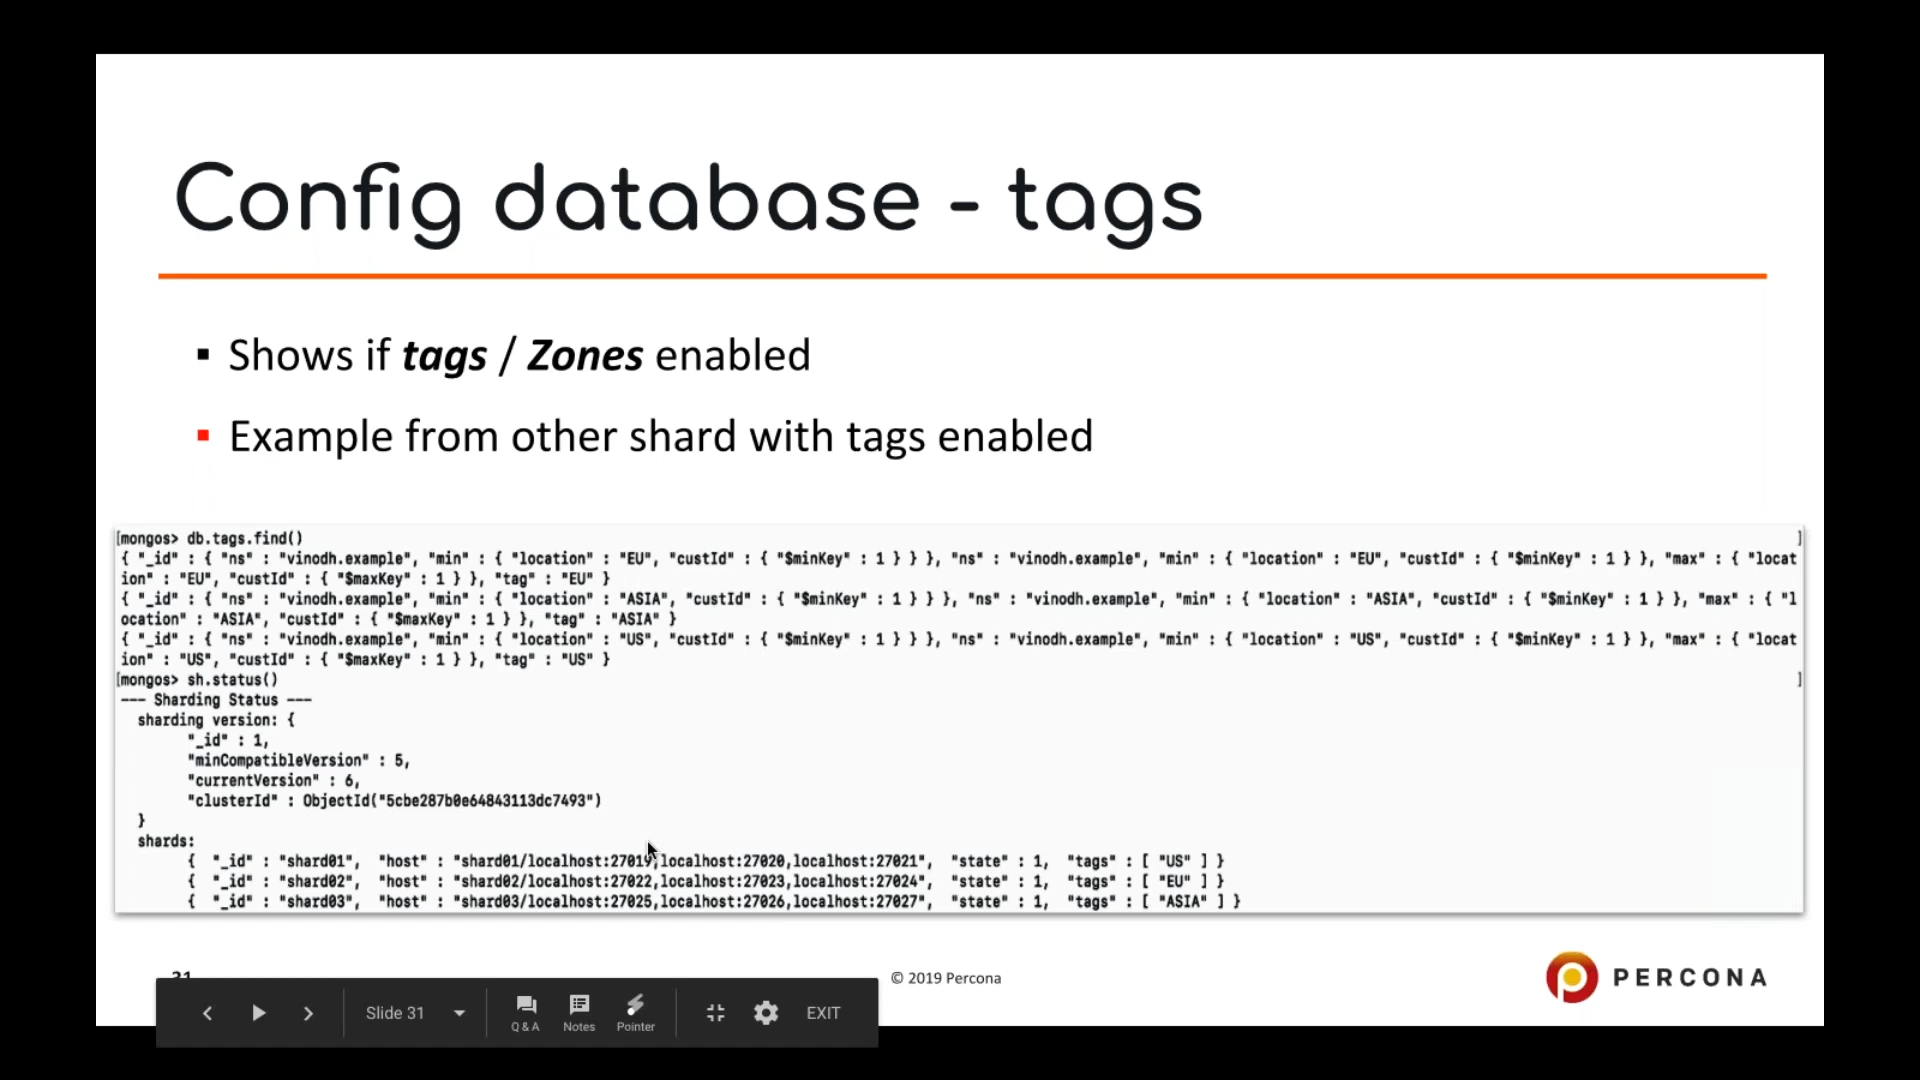 Config database - tags
▪ Shows if tags / Zones enabled
▪ Example from other shard with tags enabled
[mongos> db.tags.find() ]
{ "_id" : { "ns" : "vinodh.example", "min" : { "location" : "EU", "custId" : { "$minKey" : 1 } } }, "ns" : "vinodh.example", "min" : { "location" : "EU", "custId" : { "$minKey" : 1 } }, "max" : { "locat
ion" : "EU", "custId" : { "$maxKey" : 1 } }, "tag" : "EU" }
{ "_id" : { "ns" : "vinodh.example", "min" : { "location" : "ASIA", "custId" : { "$minKey" : 1 } } }, "ns" : "vinodh.example", "min" : { "location" : "ASIA", "custId" : { "$minKey" : 1 } }, "max" : { "l
ocation" : "ASIA", "custId" : { "$maxKey" : 1 } }, "tag" : "ASIA" }
{ "_id" : { "ns" : "vinodh.example", "min" : { "location" : "US", "custId" : { "$minKey" : 1 } } }, "ns" : "vinodh.example", "min" : { "location" : "US", "custId" : { "$minKey" : 1 } }, "max" : { "locat
ion" : "US", "custId" : { "$maxKey" : 1 } }, "tag" : "US" }
[mongos> sh.status() ]
--- Sharding Status ---
sharding version: {
"_id" : 1,
"minCompatibleVersion" : 5,
"currentVersion" : 6,
"clusterId" : ObjectId("5cbe287b0e64843113dc7493")
}
shards:
{ "_id" : "shard01", "host" : "shard01/localhost:27019,localhost:27020,localhost:27021", "state" : 1, "tags" : [ "US" ] }
{ "_id" : "shard02", "host" : "shard02/localhost:27022,localhost:27023,localhost:27024", "state" : 1, "tags" : [ "EU" ] }
{ "_id" : "shard03", "host" : "shard03/localhost:27025,localhost:27026,localhost:27027", "state" : 1, "tags" : [ "ASIA" ] }
31
© 2019 Percona
PERCONA
Slide 31
Q & A
Notes
Pointer
EXIT